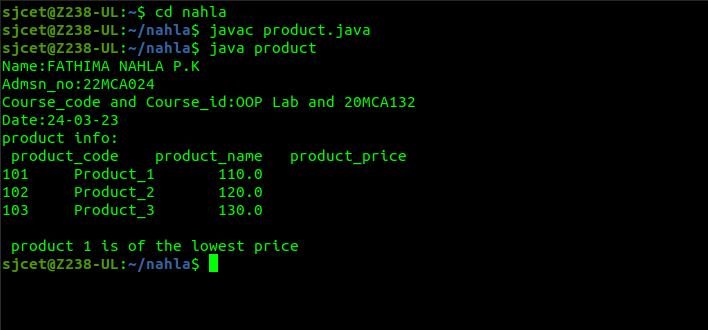 sjcet@Z238-UL:~$ cd nahla
sjcet@Z238-UL:~/nahla$ javac product.java
sjcet@Z238-UL:~/nahla$ java product
Name:FATHIMA NAHLA P.K
Admsn_no:22MCA024
Course_code and Course_id:OOP Lab and 20MCA132
Date:24-03-23
product info:
 product_code    product_name   product_price
101     Product_1       110.0
102     Product_2       120.0
103     Product_3       130.0

 product 1 is of the lowest price
sjcet@Z238-UL:~/nahla$